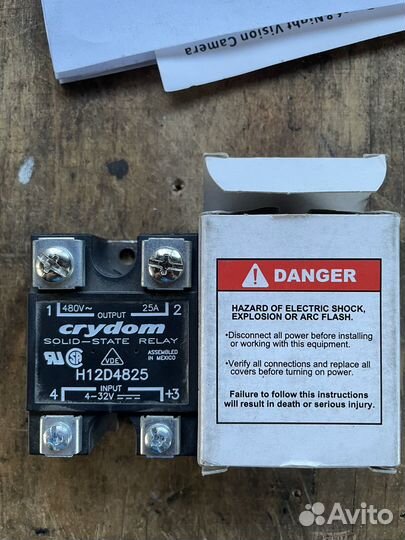 & Night Vision Camera
1 480V~ 25A 2
OUTPUT
crydom
SOLID-STATE RELAY
VDE
ASSEMBLED
IN MEXICO
H12D4825
INPUT
4 4-32V +3
DANGER
HAZARD OF ELECTRIC SHOCK,
EXPLOSION OR ARC FLASH.
•Disconnect all power before installing
or working with this equipment.
•Verify all connections and replace all
covers before turning on power.
Failure to follow this instructions
will result in death or serious injury.
Avito